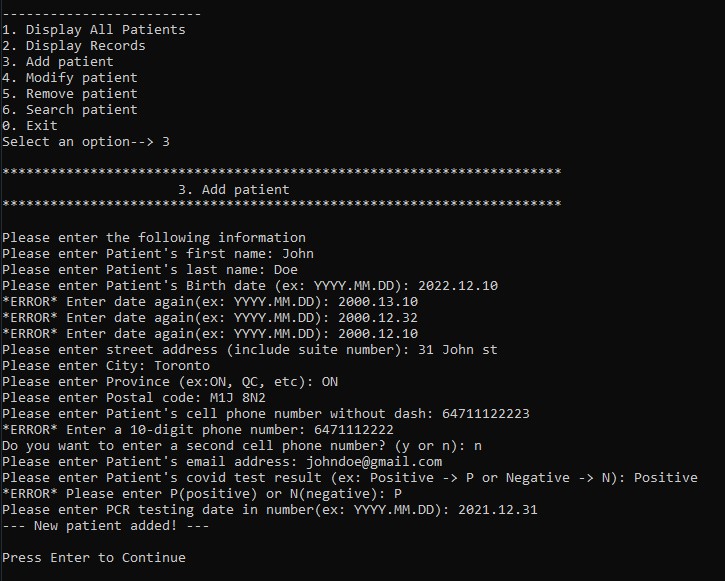 -------------------------
1. Display All Patients
2. Display Records
3. Add patient
4. Modify patient
5. Remove patient
6. Search patient
0. Exit
Select an option--> 3
**********************************************************************
3. Add patient
**********************************************************************
Please enter the following information
Please enter Patient's first name: John
Please enter Patient's last name: Doe
Please enter Patient's Birth date (ex: YYYY.MM.DD): 2022.12.10
*ERROR* Enter date again(ex: YYYY.MM.DD): 2000.13.10
*ERROR* Enter date again(ex: YYYY.MM.DD): 2000.12.32
*ERROR* Enter date again(ex: YYYY.MM.DD): 2000.12.10
Please enter street address (include suite number): 31 John st
Please enter City: Toronto
Please enter Province (ex:ON, QC, etc): ON
Please enter Postal code: M1J 8N2
Please enter Patient's cell phone number without dash: 64711122223
*ERROR* Enter a 10-digit phone number: 6471112222
Do you want to enter a second cell phone number? (y or n): n
Please enter Patient's email address: johndoe@gmail.com
Please enter Patient's covid test result (ex: Positive -> P or Negative -> N): Positive
*ERROR* Please enter P(positive) or N(negative): P
Please enter PCR testing date in number(ex: YYYY.MM.DD): 2021.12.31
--- New patient added! ---
Press Enter to Continue